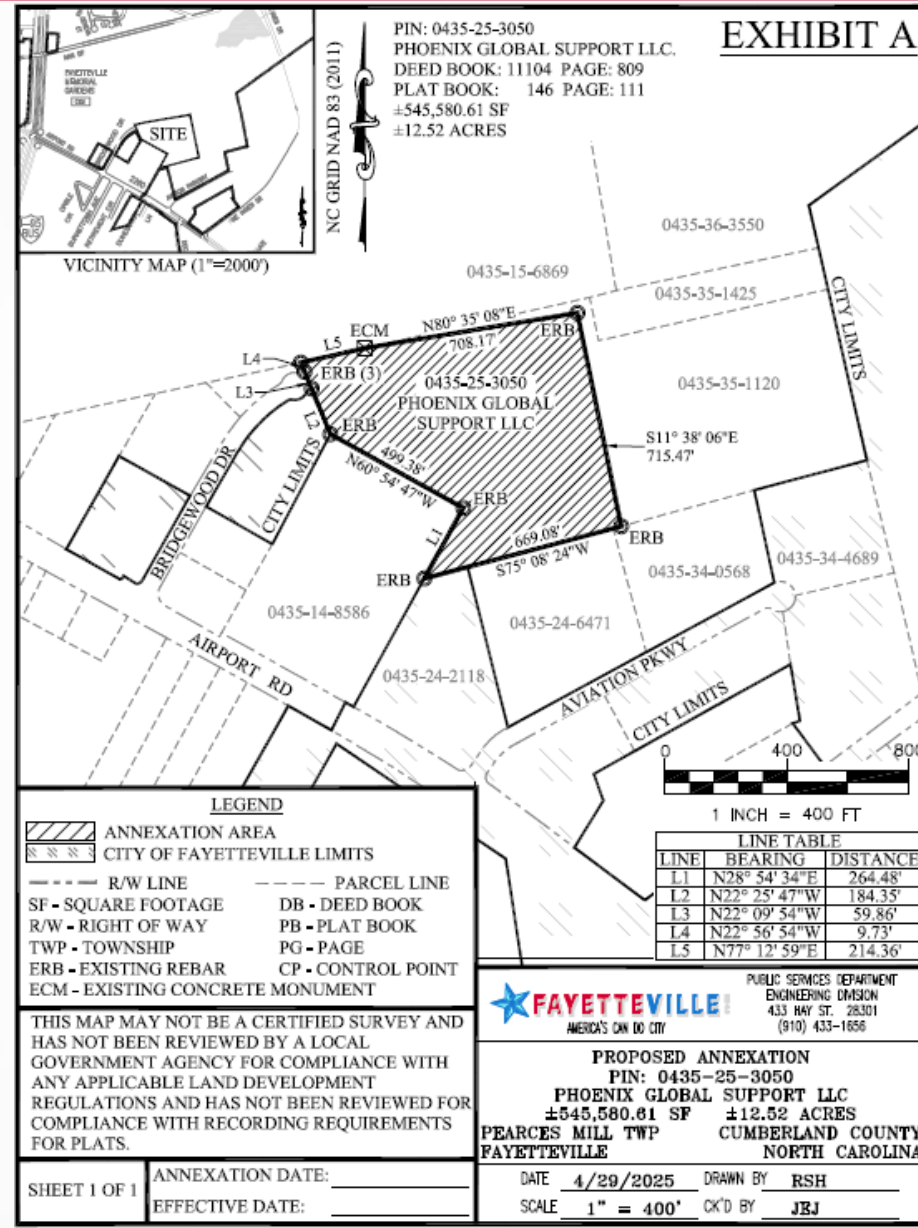 EXHIBIT A
PIN: 0435-25-3050
PHOENIX GLOBAL SUPPORT LLC.
DEED BOOK: 11104 PAGE: 809
PLAT BOOK: 146 PAGE: 111
±545,580.61 SF
±12.52 ACRES
NC GRID NAD 83 (2011)
FAYETTEVILLE
MEMORIAL
GARDENS
SITE
VICINITY MAP (1"=2000')
0435-36-3550
0435-15-6869
0435-35-1425
CITY LIMITS
N80° 35' 08"E
708.17'
ECM
ERB
L5
L4
ERB (3)
L3
0435-25-3050
PHOENIX GLOBAL
SUPPORT LLC
0435-35-1120
L2
ERB
S11° 38' 06"E
715.47'
499.38'
N60° 54' 47"W
CITY LIMITS
BRIDGEWOOD DR
ERB
L1
669.08'
S75° 08' 24"W
ERB
ERB
0435-34-0568
0435-34-4689
0435-14-8586
0435-24-6471
AIRPORT RD
0435-24-2118
AVIATION PKWY
CITY LIMITS
0 400 800
1 INCH = 400 FT
LINE TABLE
LINE BEARING DISTANCE
L1 N28° 54' 34"E 264.48'
L2 N22° 25' 47"W 184.35'
L3 N22° 09' 54"W 59.86'
L4 N22° 56' 54"W 9.73'
L5 N77° 12' 59"E 214.36'
LEGEND
ANNEXATION AREA
CITY OF FAYETTEVILLE LIMITS
R/W LINE PARCEL LINE
SF - SQUARE FOOTAGE DB - DEED BOOK
R/W - RIGHT OF WAY PB - PLAT BOOK
TWP - TOWNSHIP PG - PAGE
ERB - EXISTING REBAR CP - CONTROL POINT
ECM - EXISTING CONCRETE MONUMENT
THIS MAP MAY NOT BE A CERTIFIED SURVEY AND
HAS NOT BEEN REVIEWED BY A LOCAL
GOVERNMENT AGENCY FOR COMPLIANCE WITH
ANY APPLICABLE LAND DEVELOPMENT
REGULATIONS AND HAS NOT BEEN REVIEWED FOR
COMPLIANCE WITH RECORDING REQUIREMENTS
FOR PLATS.
SHEET 1 OF 1
ANNEXATION DATE:
EFFECTIVE DATE:
FAYETTEVILLE
AMERICA'S CAN DO CITY
PUBLIC SERVICES DEPARTMENT
ENGINEERING DIVISION
433 HAY ST. 28301
(910) 433-1656
PROPOSED ANNEXATION
PIN: 0435-25-3050
PHOENIX GLOBAL SUPPORT LLC
±545,580.61 SF ±12.52 ACRES
PEARCES MILL TWP CUMBERLAND COUNTY
FAYETTEVILLE NORTH CAROLINA
DATE 4/29/2025 DRAWN BY RSH
SCALE 1" = 400' CK'D BY JEJ